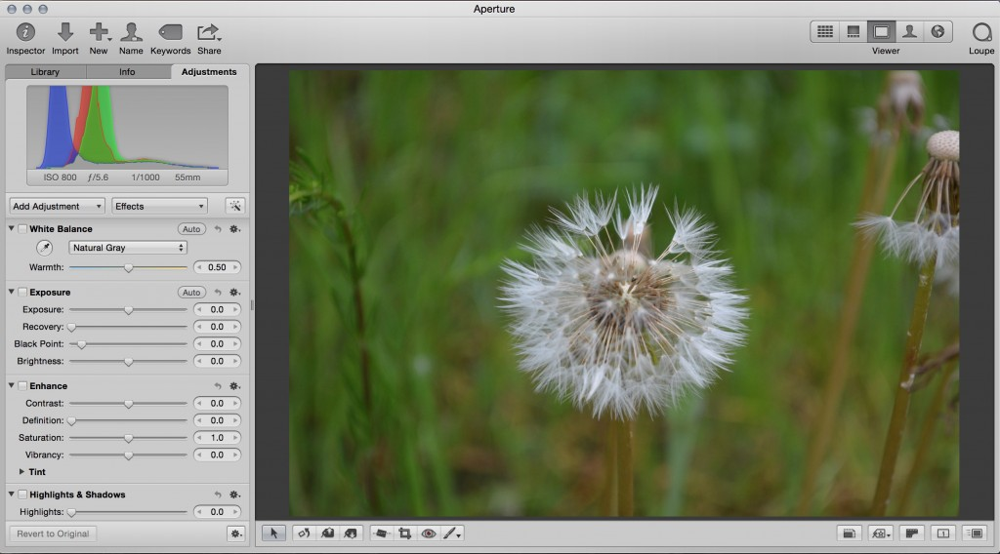 Aperture
Inspector Import New Name Keywords Share Viewer Loupe
Library Info Adjustments
ISO 800 ƒ/5.6 1/1000 55mm
Add Adjustment Effects
White Balance Auto
Natural Gray
Warmth: 0.50
Exposure Auto
Exposure: 0.0
Recovery: 0.0
Black Point: 0.0
Brightness: 0.0
Enhance
Contrast: 0.0
Definition: 0.0
Saturation: 1.0
Vibrancy: 0.0
Tint
Highlights & Shadows
Highlights: 0.0
Revert to Original